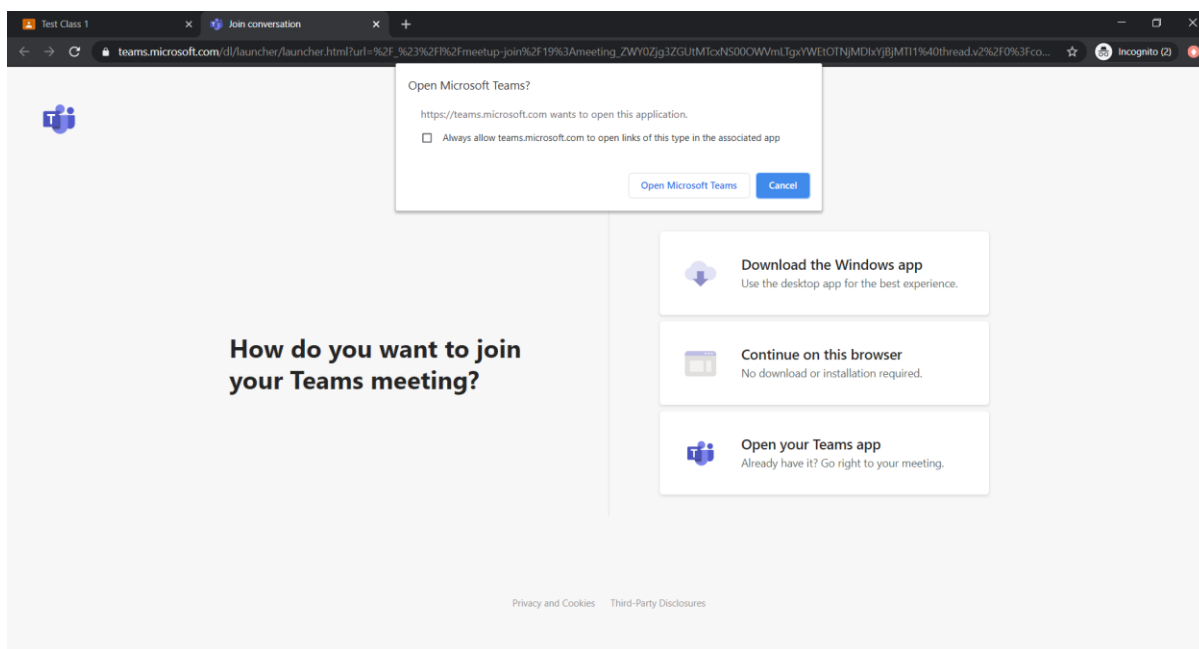 Test Class 1
Join conversation
teams.microsoft.com/dl/launcher/launcher.html?url=%2F_%23%2Fl%2Fmeetup-join%2F19%3Ameeting_ZWY0Zjg3ZGUtMTcxNS00OWVmLTgxYWEtOTNjMDIxYjBjMTI1%40thread.v2%2F0%3Fco...
Incognito (2)
Open Microsoft Teams?
https://teams.microsoft.com wants to open this application.
Always allow teams.microsoft.com to open links of this type in the associated app
Open Microsoft Teams
Cancel
How do you want to join
your Teams meeting?
Download the Windows app
Use the desktop app for the best experience.
Continue on this browser
No download or installation required.
Open your Teams app
Already have it? Go right to your meeting.
Privacy and Cookies
Third-Party Disclosures